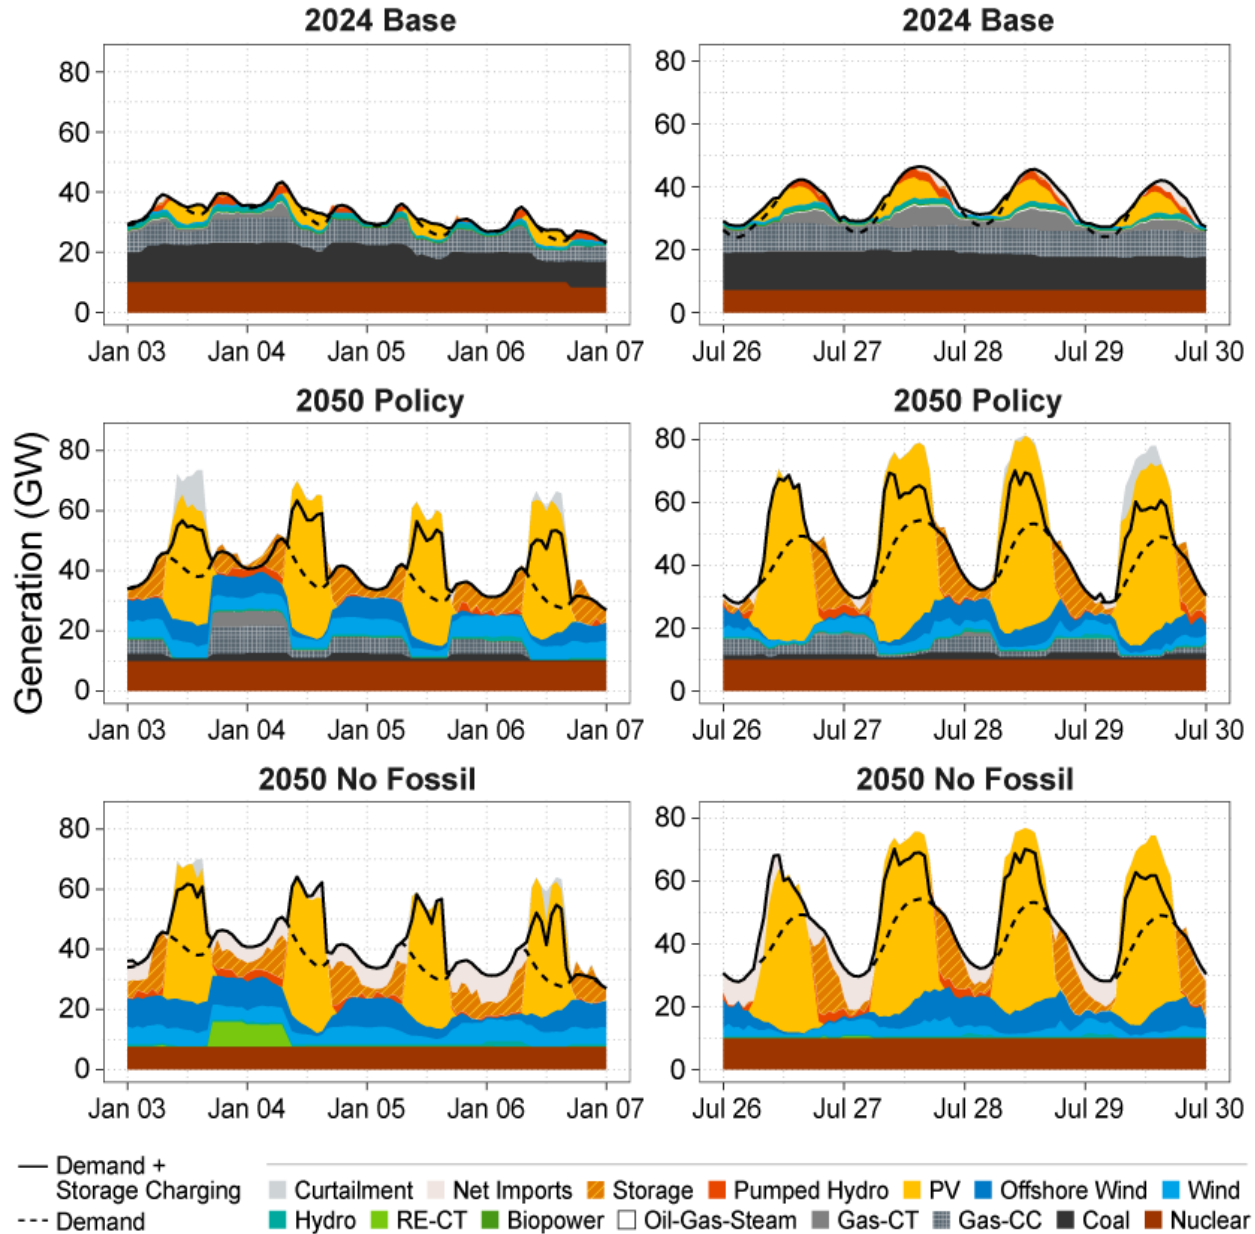 2024 Base 2024 Base
80 80
60 60
40 40
20 20
0 0
Jan 03 Jan 04 Jan 05 Jan 06 Jan 07 Jul 26 Jul 27 Jul 28 Jul 29 Jul 30
2050 Policy 2050 Policy
Generation (GW)
80 80
60 60
40 40
20 20
0 0
Jan 03 Jan 04 Jan 05 Jan 06 Jan 07 Jul 26 Jul 27 Jul 28 Jul 29 Jul 30
2050 No Fossil 2050 No Fossil
80 80
60 60
40 40
20 20
0 0
Jan 03 Jan 04 Jan 05 Jan 06 Jan 07 Jul 26 Jul 27 Jul 28 Jul 29 Jul 30
Demand +
Storage Charging
Demand
Curtailment Net Imports Storage Pumped Hydro PV Offshore Wind Wind
Hydro RE-CT Biopower Oil-Gas-Steam Gas-CT Gas-CC Coal Nuclear